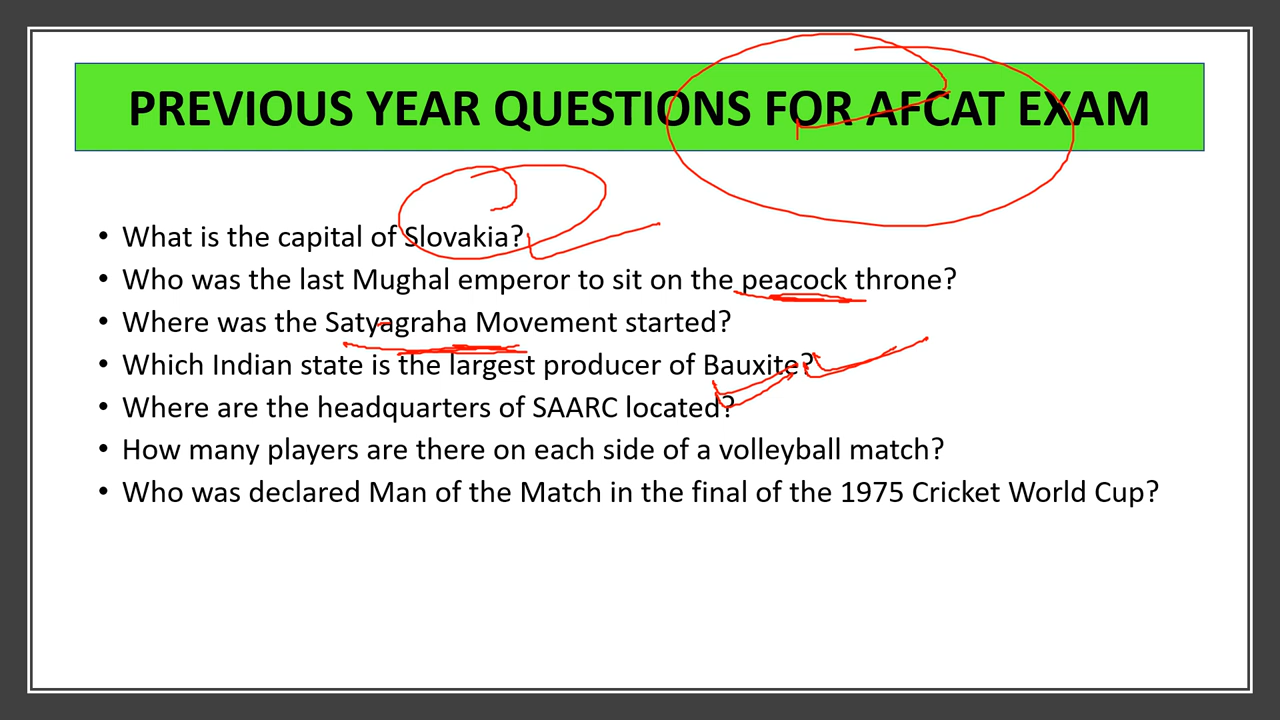 PREVIOUS YEAR QUESTIONS FOR AFCAT EXAM
• What is the capital of Slovakia?
• Who was the last Mughal emperor to sit on the peacock throne?
• Where was the Satyagraha Movement started?
• Which Indian state is the largest producer of Bauxite?
• Where are the headquarters of SAARC located?
• How many players are there on each side of a volleyball match?
• Who was declared Man of the Match in the final of the 1975 Cricket World Cup?